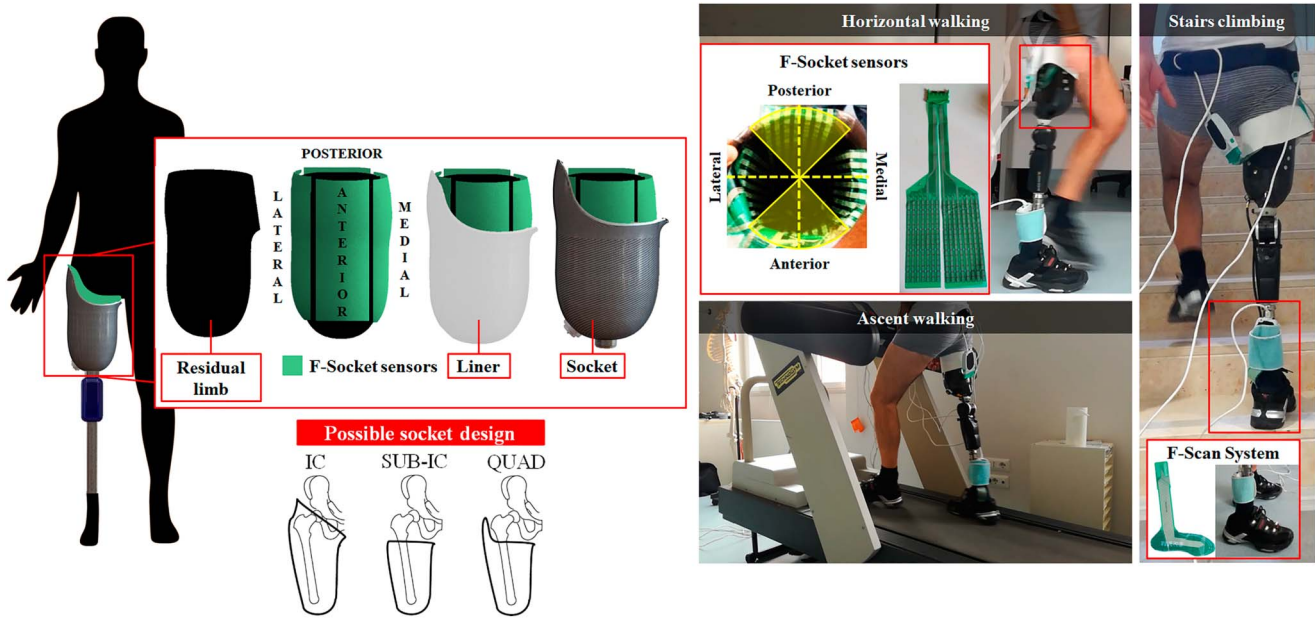 POSTERIOR
LATERAL
ANTERIOR
MEDIAL
Residual
limb
F-Socket sensors
Liner
Socket
Possible socket design
IC
SUB-IC
QUAD
Horizontal walking
F-Socket sensors
Posterior
Lateral
Medial
Anterior
Ascent walking
Stairs climbing
F-Scan System